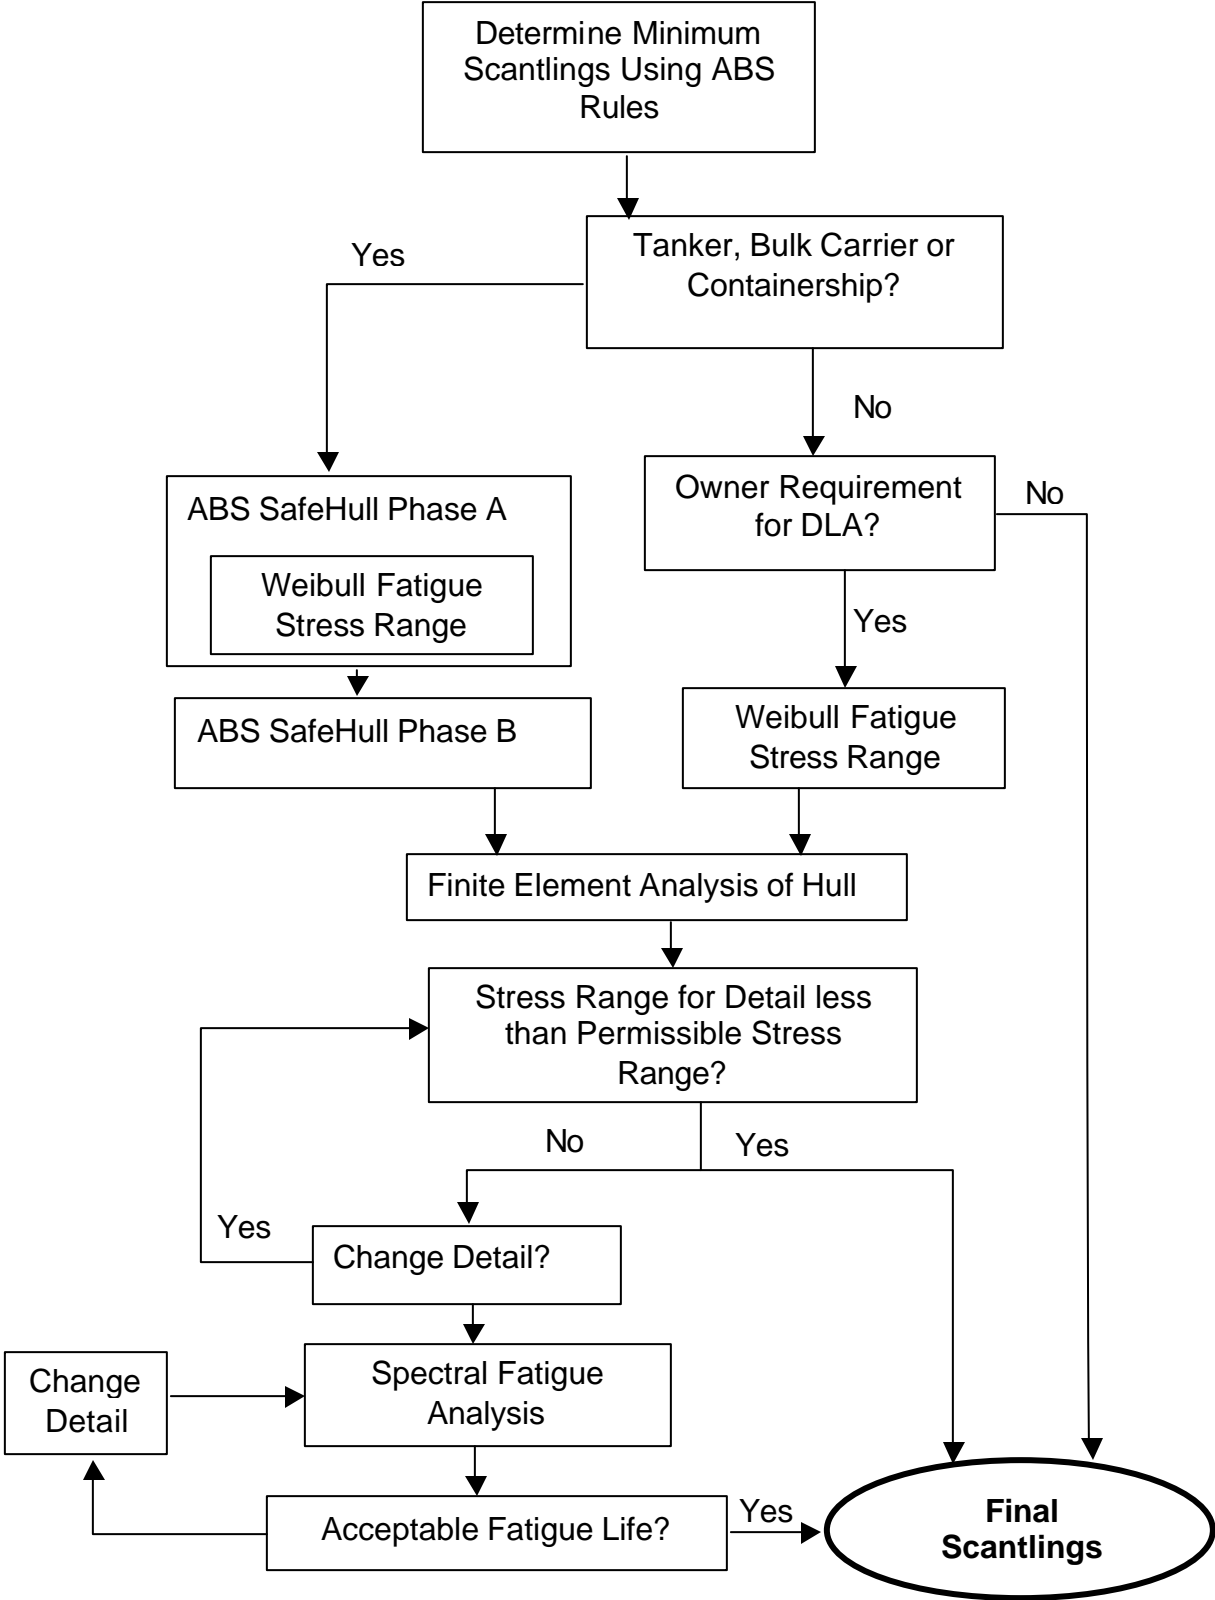 Determine Minimum
Scantlings Using ABS
Rules
Tanker, Bulk Carrier or
Containership?
Yes
No
ABS SafeHull Phase A
Weibull Fatigue
Stress Range
Owner Requirement
for DLA?
No
Yes
ABS SafeHull Phase B
Weibull Fatigue
Stress Range
Finite Element Analysis of Hull
Stress Range for Detail less
than Permissible Stress
Range?
No
Yes
Yes
Change Detail?
Change
Detail
Spectral Fatigue
Analysis
Acceptable Fatigue Life?
Yes
Final
Scantlings